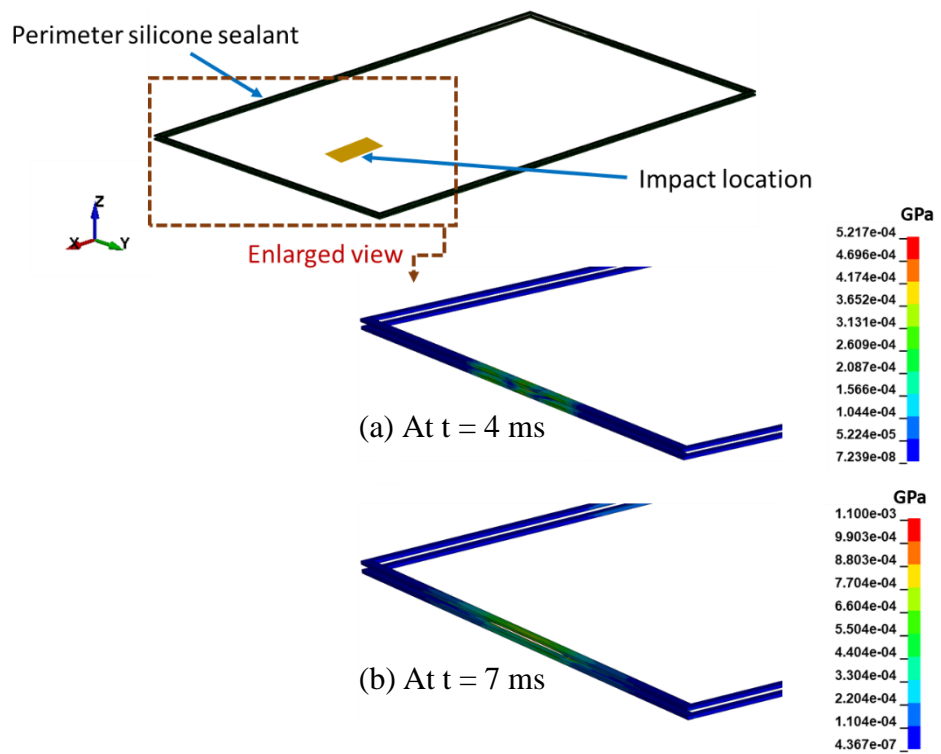 Perimeter silicone sealant
Impact location
Z
X
Y
Enlarged view
GPa
5.217e-04
4.696e-04
4.174e-04
3.652e-04
3.131e-04
2.609e-04
2.087e-04
1.566e-04
1.044e-04
5.224e-05
7.239e-08
(a) At t = 4 ms
GPa
1.100e-03
9.903e-04
8.803e-04
7.704e-04
6.604e-04
5.504e-04
4.404e-04
3.304e-04
2.204e-04
1.104e-04
4.367e-07
(b) At t = 7 ms